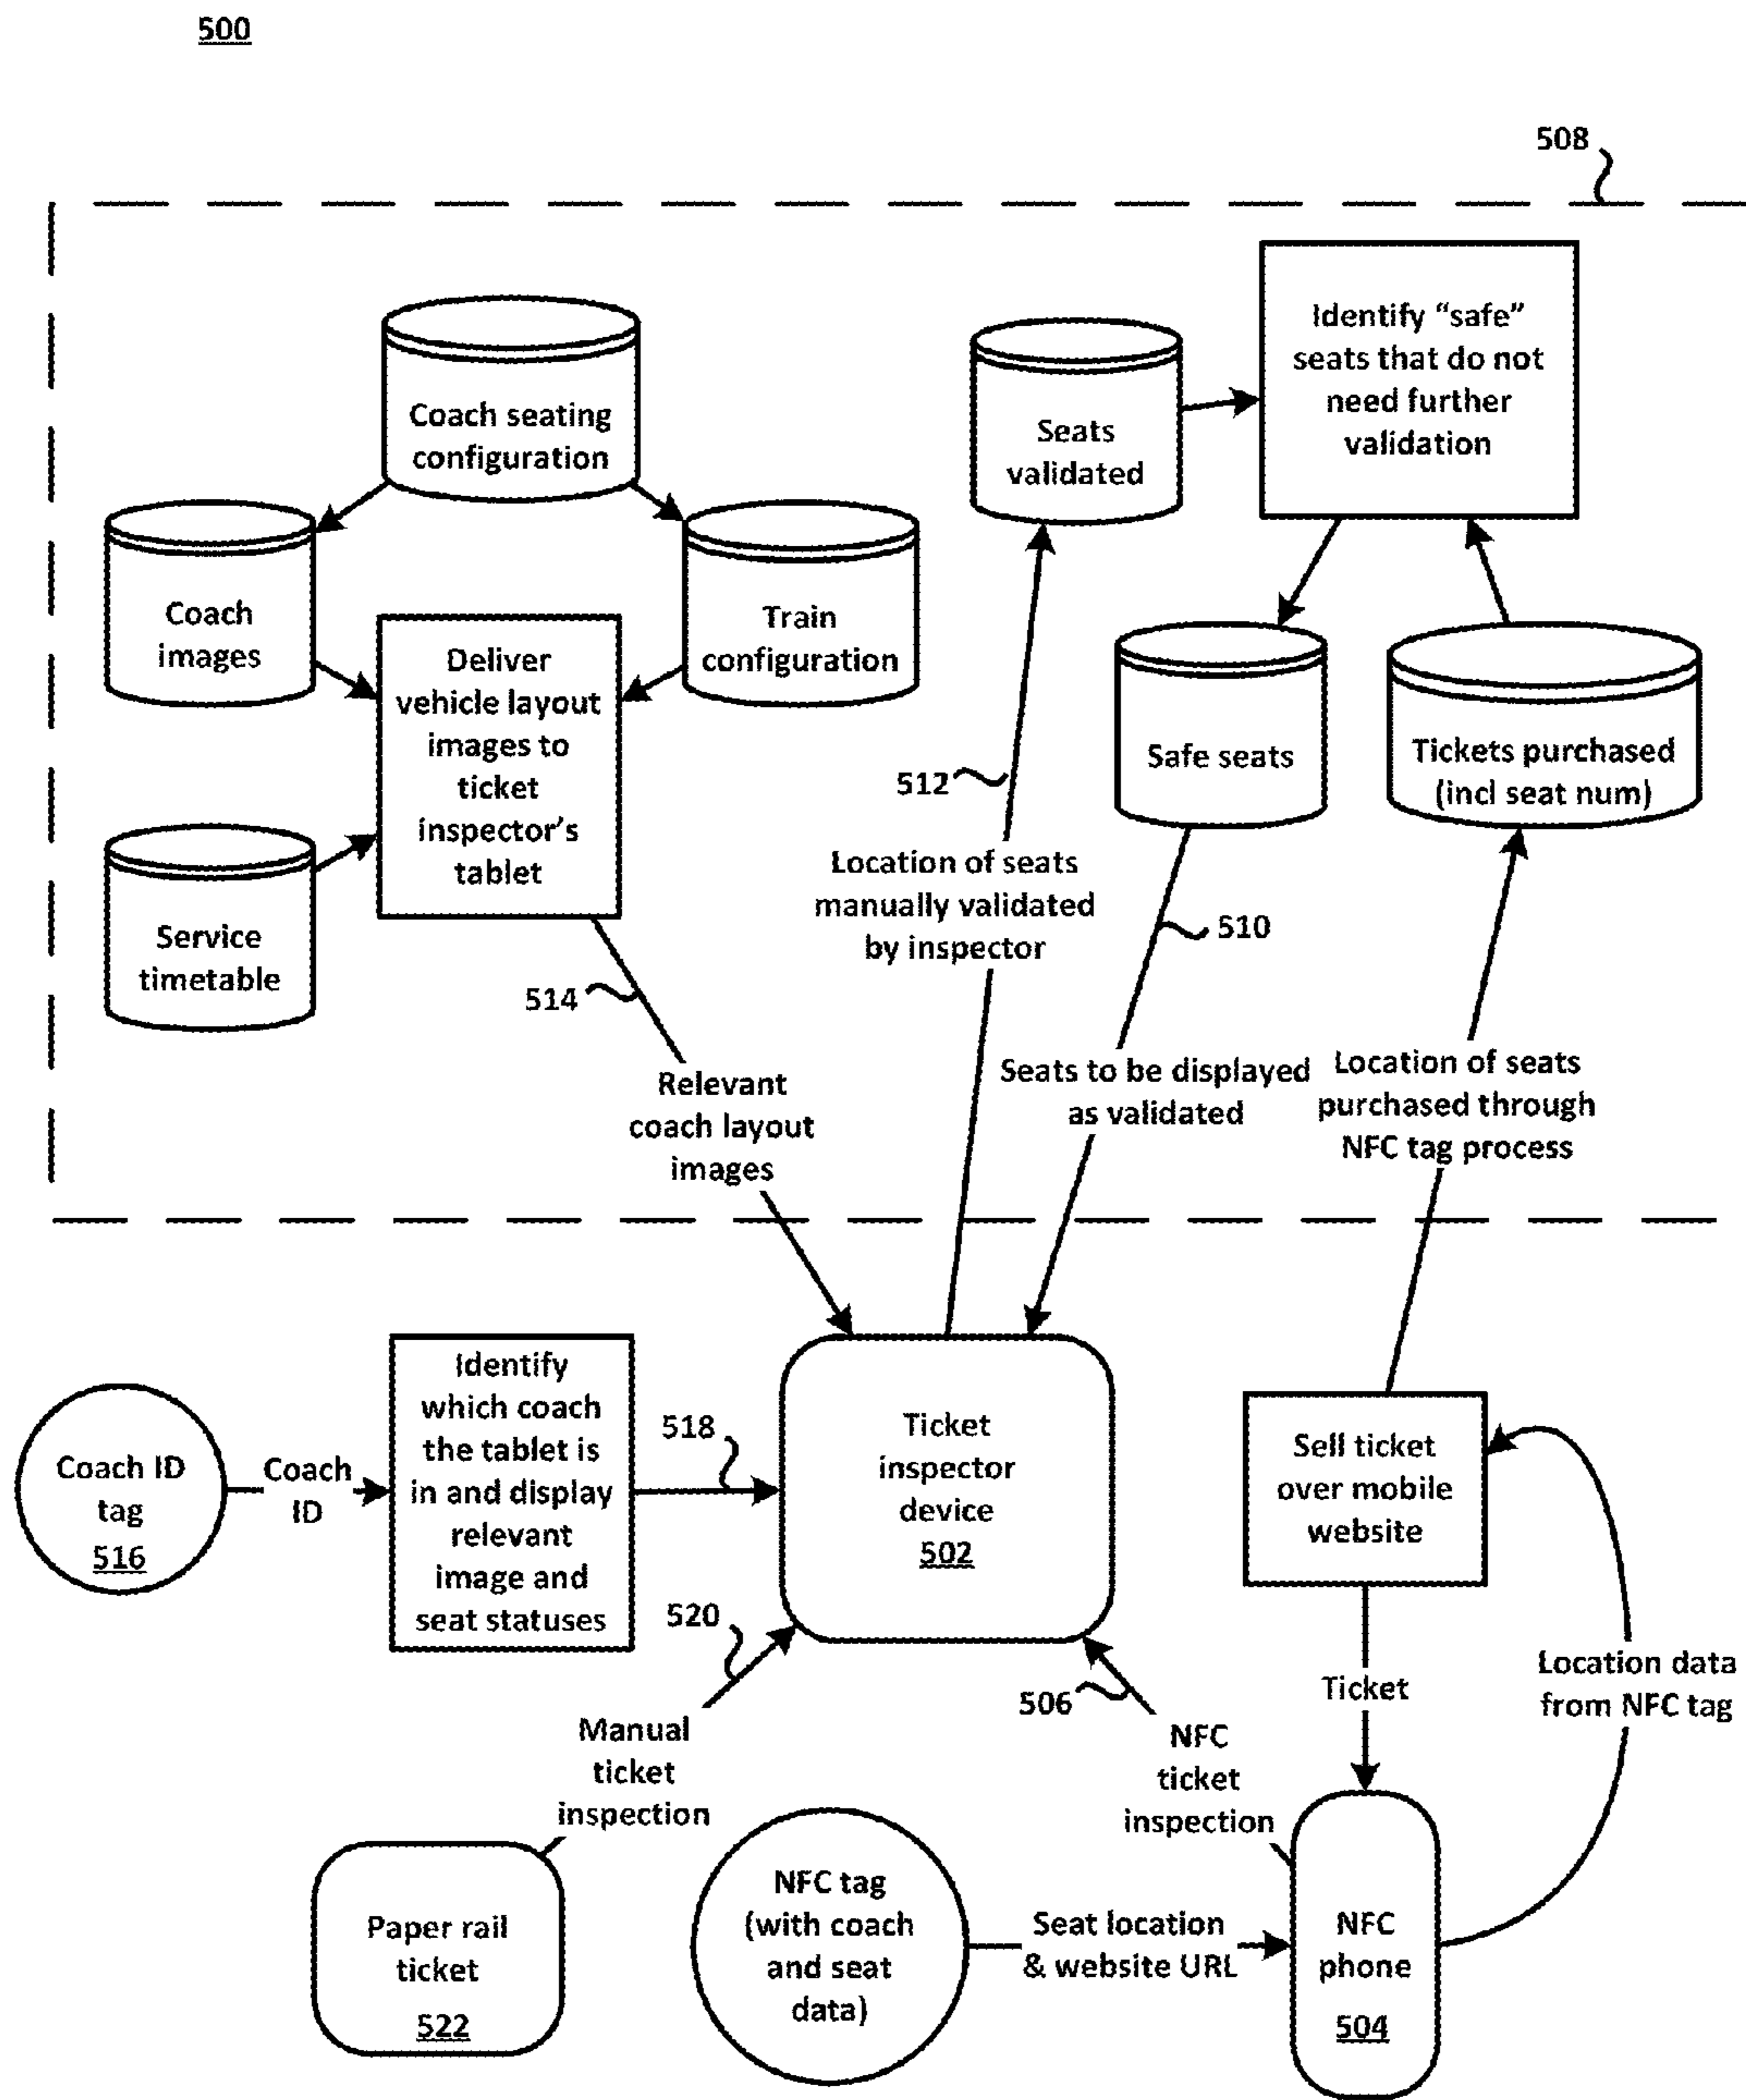 500
508
Coach seating
configuration
Coach
images
Train
configuration
Deliver
vehicle layout
images to
ticket
inspector's
tablet
Service
timetable
Seats
validated
Identify “safe”
seats that do not
need further
validation
Safe seats
Tickets purchased
(incl seat num)
512
Location of seats
manually validated
by inspector
510
514
Relevant
coach layout
images
Seats to be displayed
as validated
Location of seats
purchased through
NFC tag process
Coach ID
tag
516
Coach
ID
Identify
which coach
the tablet is
in and display
relevant
image and
seat statuses
518
Ticket
inspector
device
502
Sell ticket
over mobile
website
520
Manual
ticket
inspection
506
NFC
ticket
inspection
Ticket
Location data
from NFC tag
Paper rail
ticket
522
NFC tag
(with coach
and seat
data)
Seat location
& website URL
NFC
phone
504